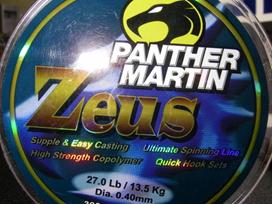 PANTHER
MARTIN
Zeus
Supple & Easy Casting Ultimate Spinning Line
High Strength Copolymer Quick Hook Sets
27.0 Lb / 13.5 Kg
Dia. 0.40mm